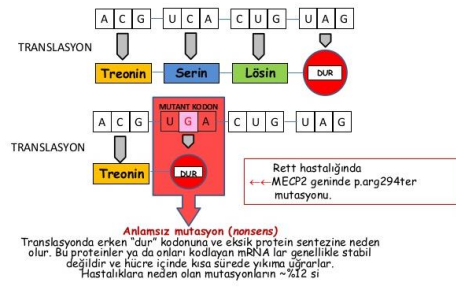 A C G U C A C U G U A G
TRANSLASYON
Treonin Serin Lösin DUR
MUTANT KODON
A C G U G A C U G U A G
TRANSLASYON
Treonin DUR
Rett hastalığında
←←MECP2 geninde p.arg294ter
mutasyonu.
Anlamsız mutasyon (nonsens)
Translasyonda erken “dur” kodonuna ve eksik protein sentezine neden
olur. Bu proteinler ya da onları kodlayan mRNA lar genellikle stabil
değildir ve hücre içinde kısa sürede yıkıma uğrarlar.
Hastalıklara neden olan mutasyonların ~%12 si